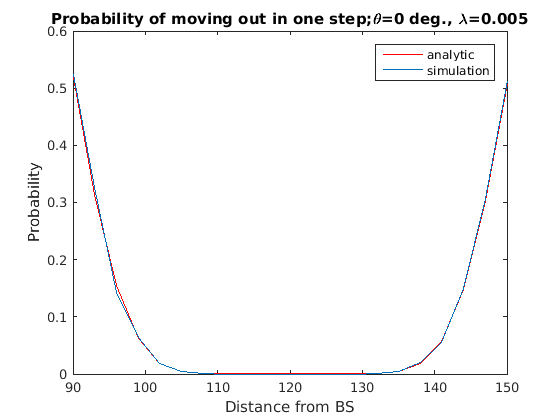 Probability of moving out in one step;θ=0 deg., λ=0.005
0.6
0.5
0.4
0.3
0.2
0.1
0
Probability
analytic
simulation
90 100 110 120 130 140 150
Distance from BS